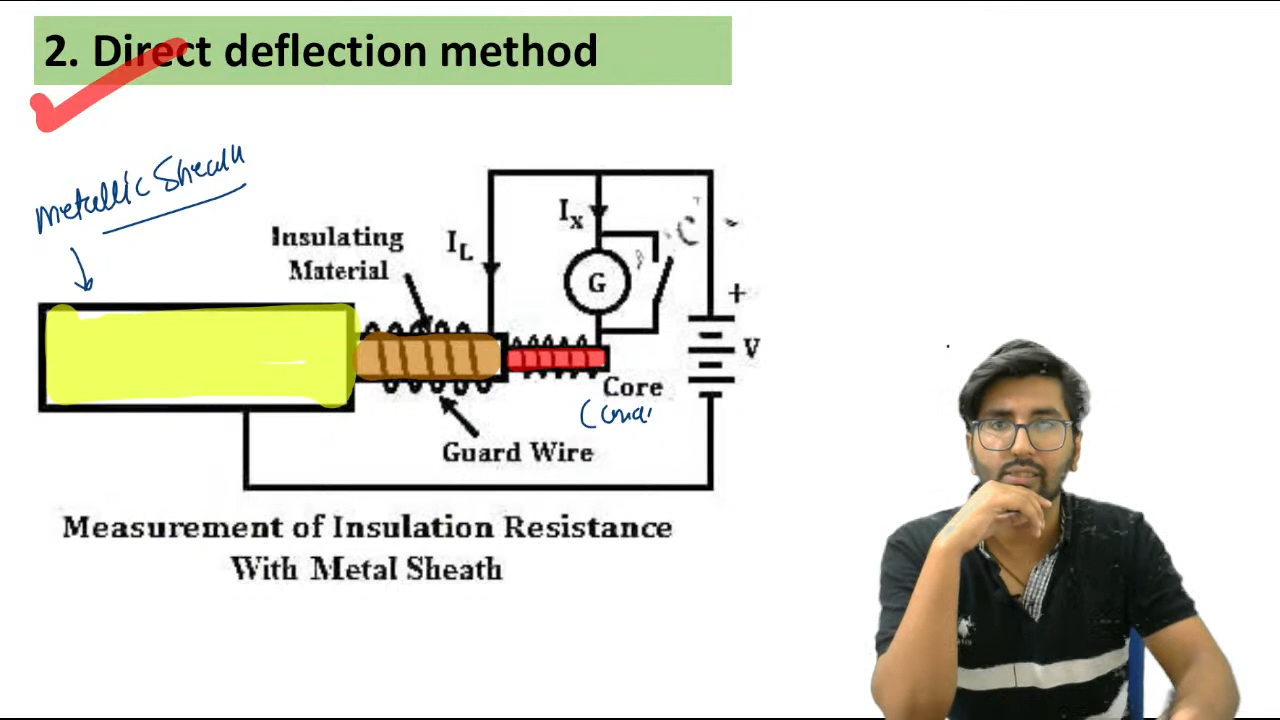 2. Direct deflection method
metallic Sheath
Insulating
Material
IL
IX
G
+
V
Core
Guard Wire
Measurement of Insulation Resistance
With Metal Sheath